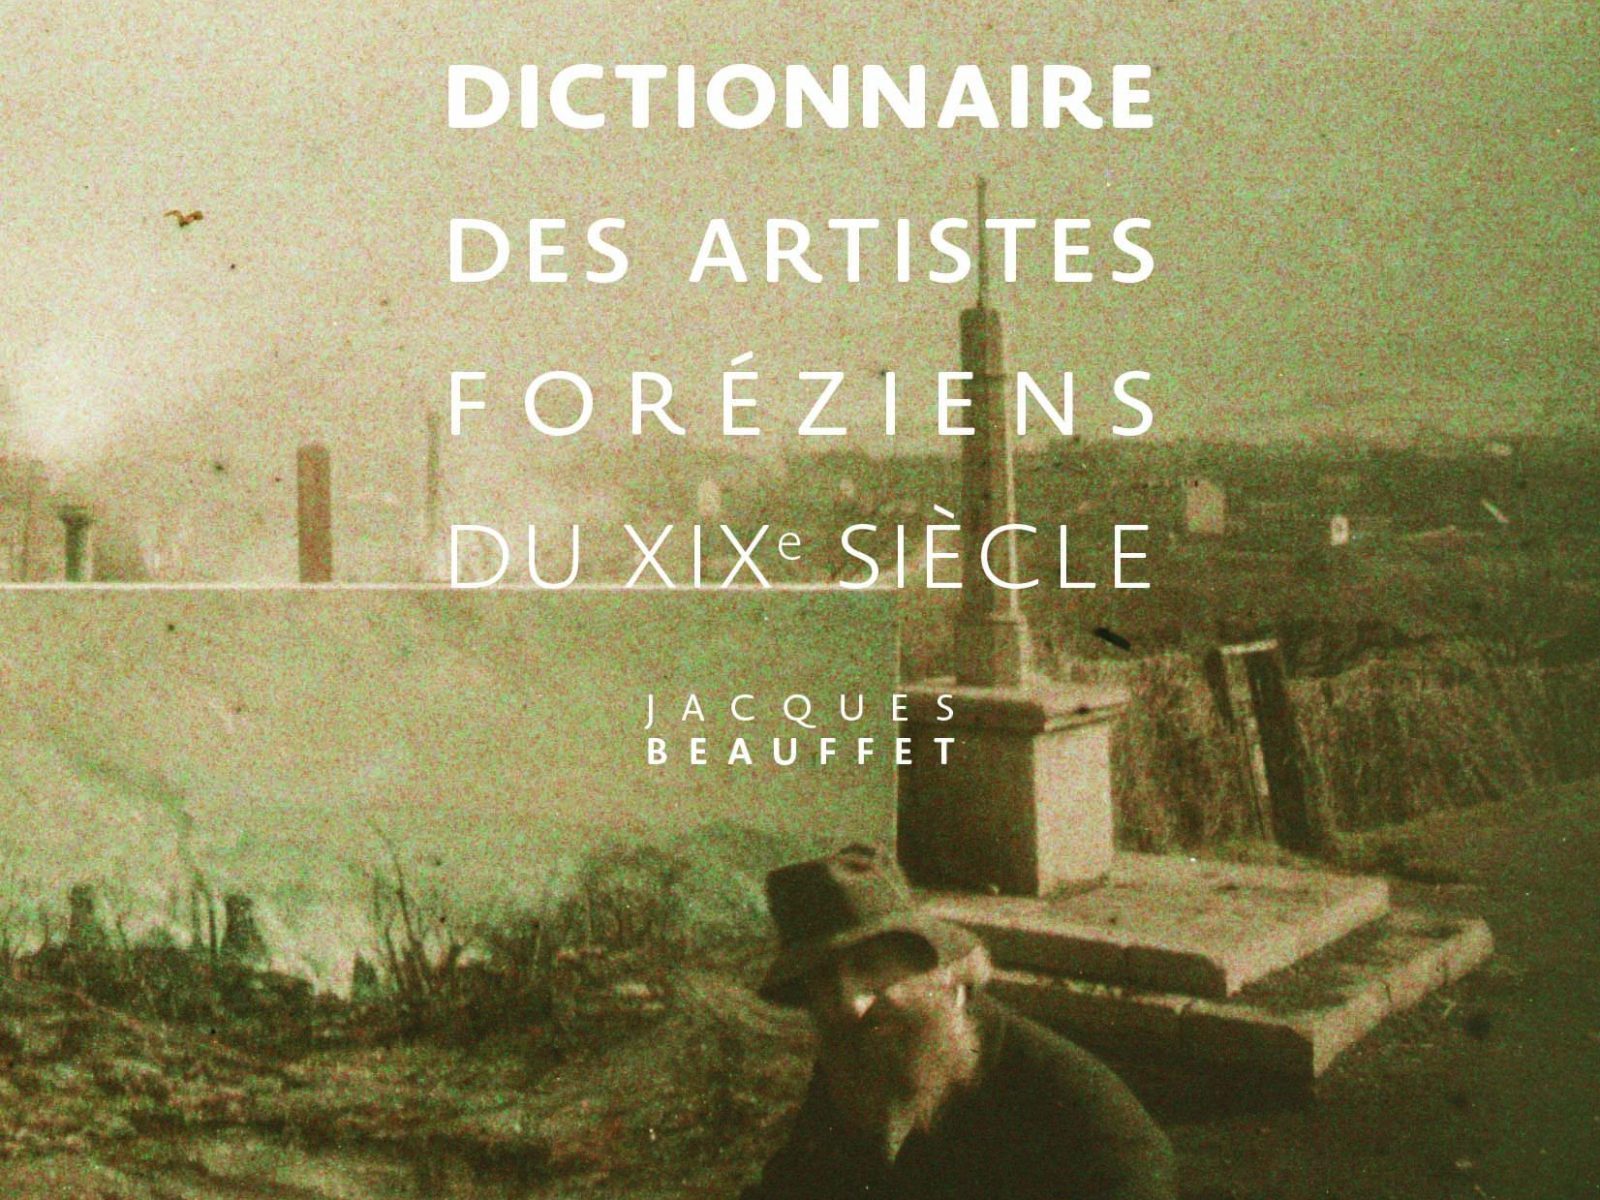 DICTIONNAIRE
DES ARTISTES
FORÉZIENS
DU XIXe SIÈCLE
JACQUES
BEAUFFET